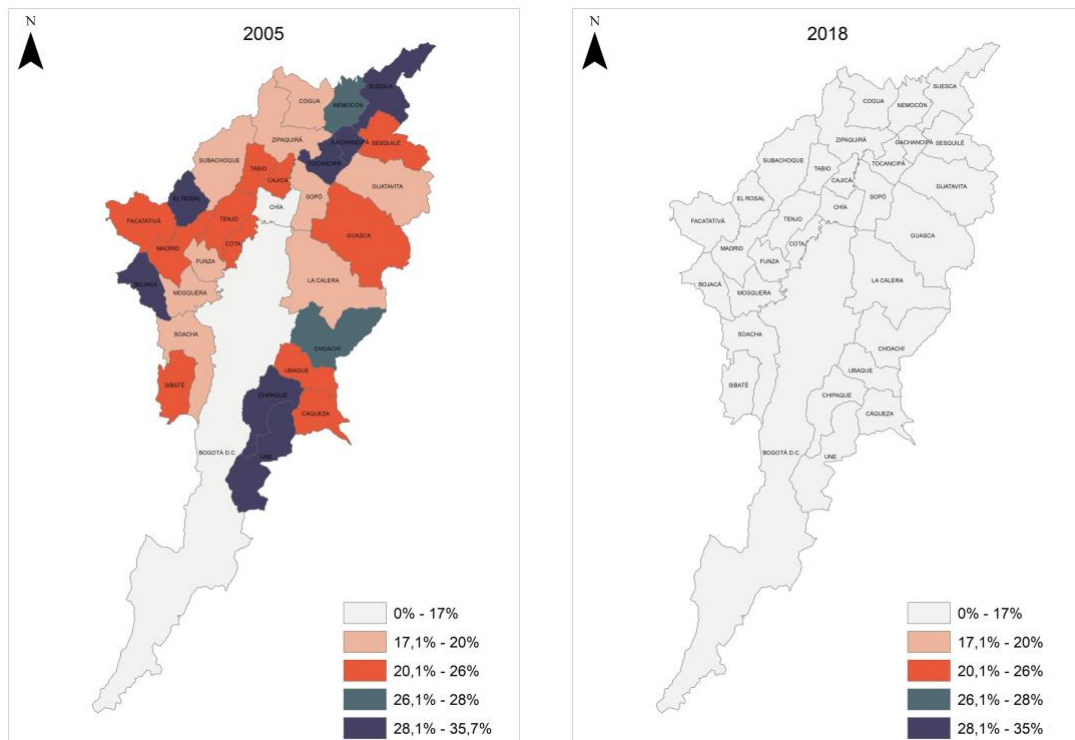 N
2005
SUESCA
COGUA
NEMOCÓN
ZIPAQUIRÁ
GACHANCIPÁ
SESQUILÉ
SUBACHOQUE
TOCANCIPÁ
TABIO
CAJICÁ
GUATAVITA
EL ROSAL
SOPÓ
CHÍA
FACATATIVÁ
TENJO
GUASCA
MADRID
COTA
FUNZA
LA CALERA
BOJACÁ
MOSQUERA
SOACHA
CHOACHÍ
UBAQUE
SIBATÉ
CHIPAQUE
CÁQUEZA
BOGOTÁ D.C.
UNE
0% - 17%
17,1% - 20%
20,1% - 26%
26,1% - 28%
28,1% - 35,7%
N
2018
SUESCA
COGUA
NEMOCÓN
ZIPAQUIRÁ
GACHANCIPÁ
SESQUILÉ
SUBACHOQUE
TOCANCIPÁ
TABIO
CAJICÁ
GUATAVITA
EL ROSAL
SOPÓ
CHÍA
FACATATIVÁ
TENJO
GUASCA
MADRID
COTA
FUNZA
LA CALERA
BOJACÁ
MOSQUERA
SOACHA
CHOACHÍ
UBAQUE
SIBATÉ
CHIPAQUE
CÁQUEZA
BOGOTÁ D.C.
UNE
0% - 17%
17,1% - 20%
20,1% - 26%
26,1% - 28%
28,1% - 35%